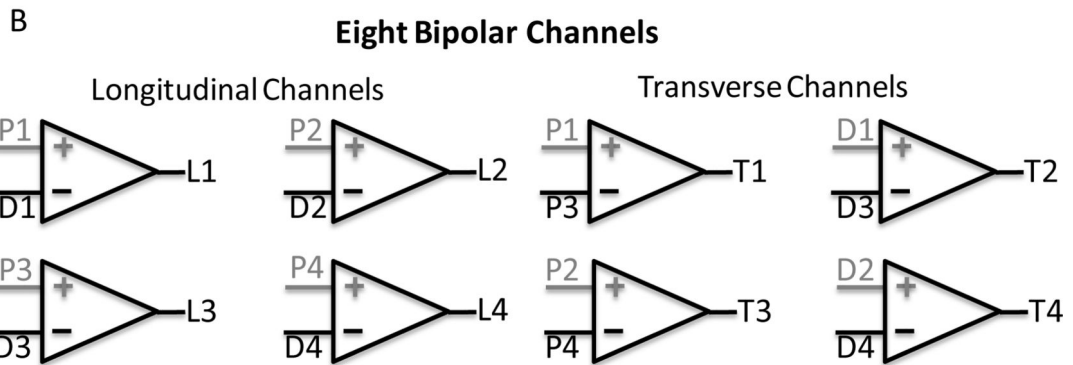 B
Eight Bipolar Channels
Longitudinal Channels
Transverse Channels
P1
+
−
D1
L1
P2
+
−
D2
L2
P1
+
−
P3
T1
D1
+
−
D3
T2
P3
+
−
D3
L3
P4
+
−
D4
L4
P2
+
−
P4
T3
D2
+
−
D4
T4